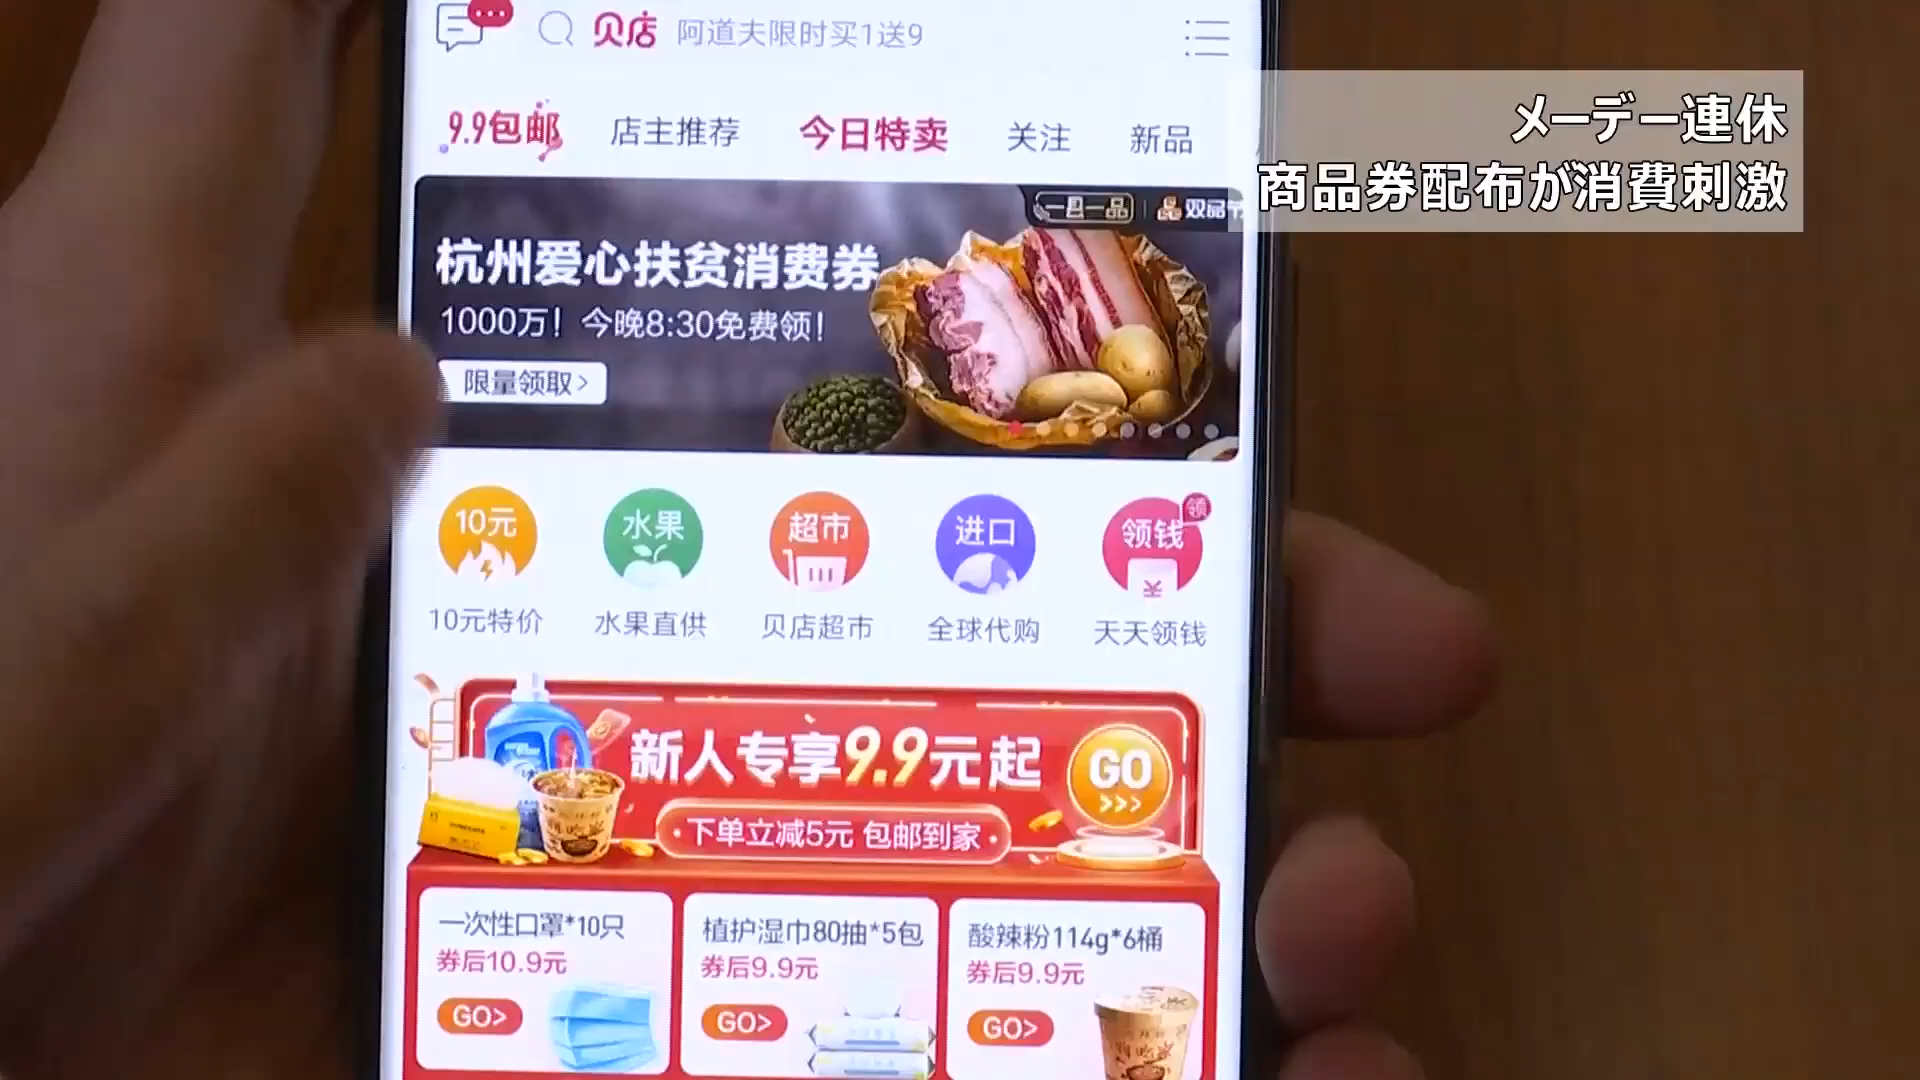 贝店 阿道夫限时买1送9
メーデー連休
商品券配布が消費刺激
9.9包邮 店主推荐 今日特卖 关注 新品
一县一品 双品节
杭州爱心扶贫消费券
1000万！今晚8:30免费领！
限量领取>
10元 水果 超市 进口 领钱 领
10元特价 水果直供 贝店超市 全球代购 天天领钱
新人专享9.9元起
GO
>>>
·下单立减5元 包邮到家·
一次性口罩*10只
券后10.9元
GO>
植护湿巾80抽*5包
券后9.9元
GO>
酸辣粉114g*6桶
券后9.9元
GO>